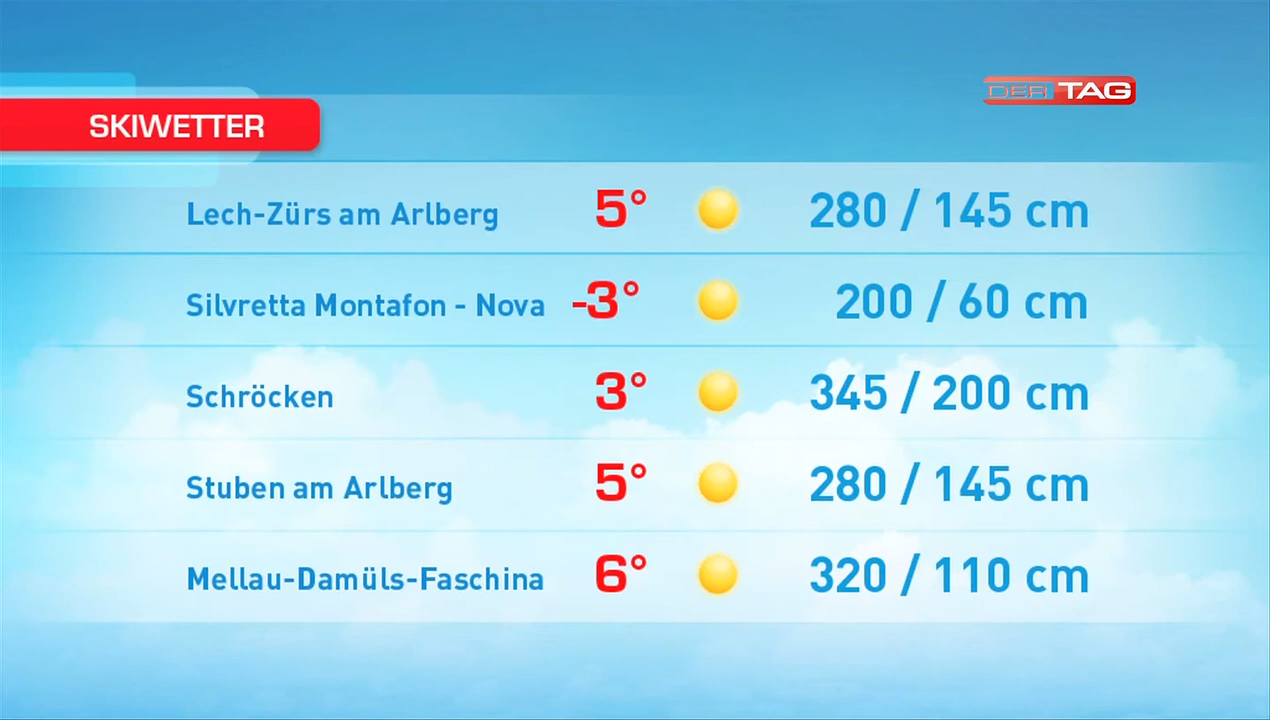 DER TAG
SKIWETTER
Lech-Zürs am Arlberg 5° 280 / 145 cm
Silvretta Montafon - Nova -3° 200 / 60 cm
Schröcken 3° 345 / 200 cm
Stuben am Arlberg 5° 280 / 145 cm
Mellau-Damüls-Faschina 6° 320 / 110 cm